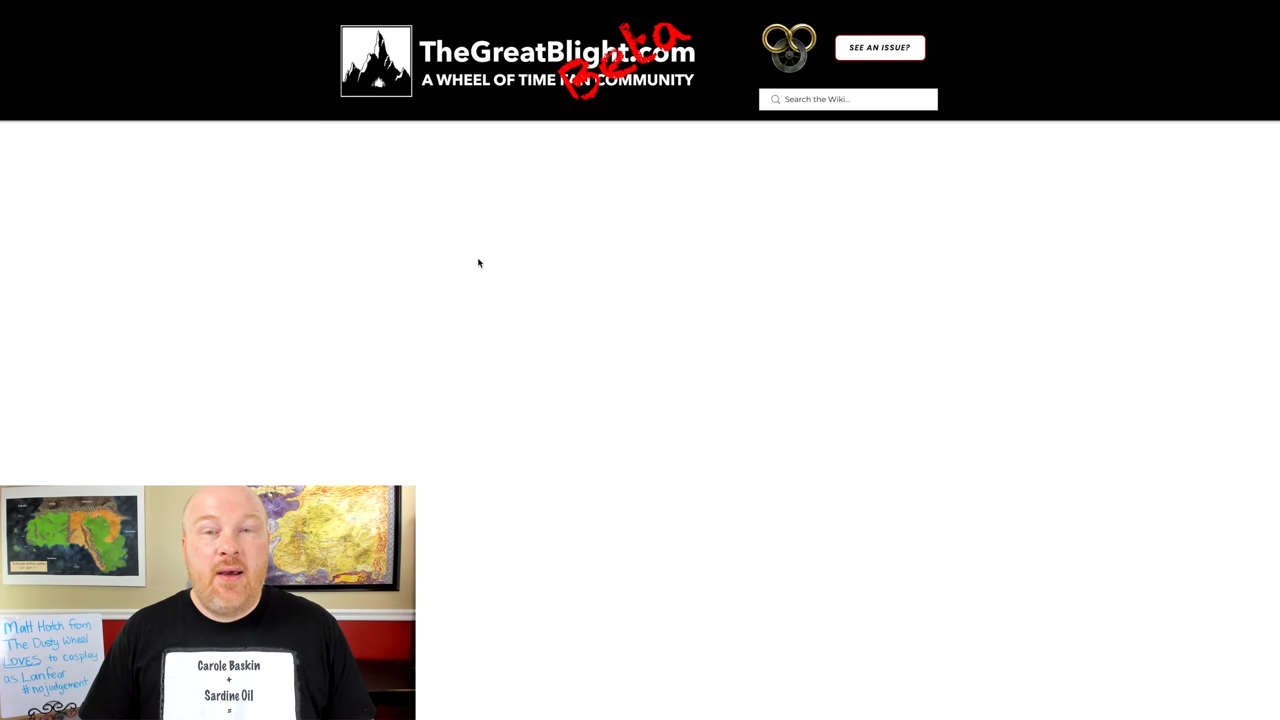 TheGreatBlight.com
Beta
A WHEEL OF TIME FAN COMMUNITY
SEE AN ISSUE?
Search the Wiki...
Matt Hatch from
The Dusty Wheel
LOVES to cosplay
as Lanfear
#nojudgement
Carole Baskin
+
Sardine Oil
=